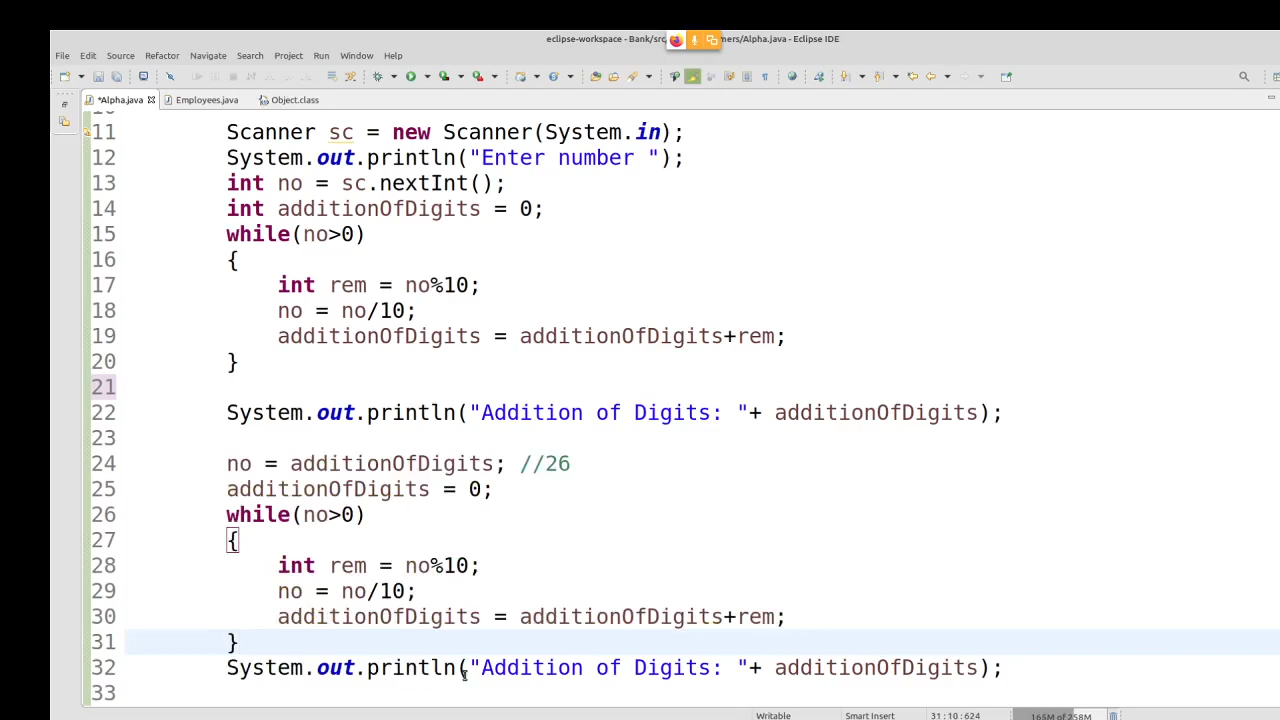 eclipse-workspace - Bank/src mers/Alpha.java - Eclipse IDE
File Edit Source Refactor Navigate Search Project Run Window Help
*Alpha.java Employees.java Object.class
11 Scanner sc = new Scanner(System.in);
12 System.out.println("Enter number ");
13 int no = sc.nextInt();
14 int additionOfDigits = 0;
15 while(no>0)
16 {
17 int rem = no%10;
18 no = no/10;
19 additionOfDigits = additionOfDigits+rem;
20 }
21
22 System.out.println("Addition of Digits: "+ additionOfDigits);
23
24 no = additionOfDigits; //26
25 additionOfDigits = 0;
26 while(no>0)
27 {
28 int rem = no%10;
29 no = no/10;
30 additionOfDigits = additionOfDigits+rem;
31 }
32 System.out.println("Addition of Digits: "+ additionOfDigits);
33
Writable Smart Insert 31:10:624 165M of 258M